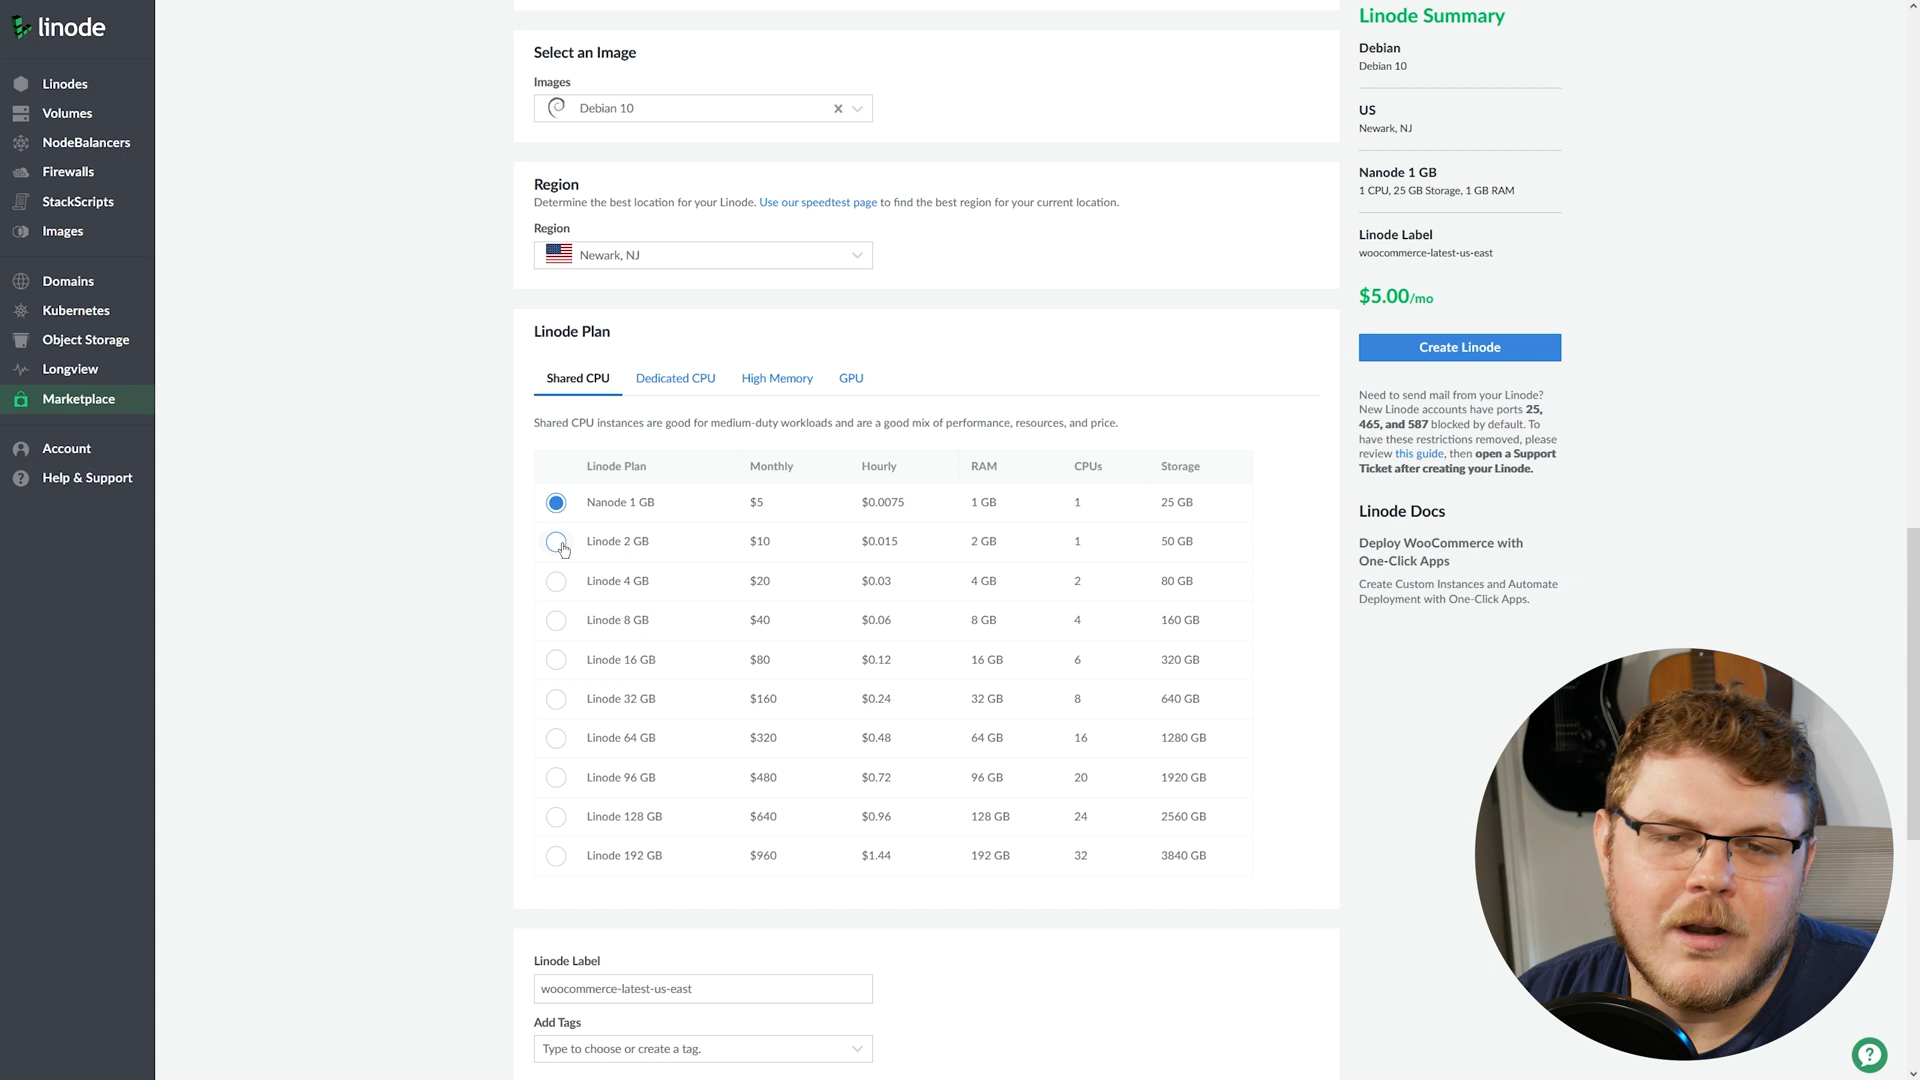 linode
Linodes
Volumes
NodeBalancers
Firewalls
StackScripts
Images
Domains
Kubernetes
Object Storage
Longview
Marketplace
Account
Help & Support
Select an Image
Images
Debian 10
Region
Determine the best location for your Linode. Use our speedtest page to find the best region for your current location.
Region
Newark, NJ
Linode Plan
Shared CPU Dedicated CPU High Memory GPU
Shared CPU instances are good for medium-duty workloads and are a good mix of performance, resources, and price.
Linode Plan Monthly Hourly RAM CPUs Storage
Nanode 1 GB $5 $0.0075 1 GB 1 25 GB
Linode 2 GB $10 $0.015 2 GB 1 50 GB
Linode 4 GB $20 $0.03 4 GB 2 80 GB
Linode 8 GB $40 $0.06 8 GB 4 160 GB
Linode 16 GB $80 $0.12 16 GB 6 320 GB
Linode 32 GB $160 $0.24 32 GB 8 640 GB
Linode 64 GB $320 $0.48 64 GB 16 1280 GB
Linode 96 GB $480 $0.72 96 GB 20 1920 GB
Linode 128 GB $640 $0.96 128 GB 24 2560 GB
Linode 192 GB $960 $1.44 192 GB 32 3840 GB
Linode Label
woocommerce-latest-us-east
Add Tags
Type to choose or create a tag.
Linode Summary
Debian
Debian 10
US
Newark, NJ
Nanode 1 GB
1 CPU, 25 GB Storage, 1 GB RAM
Linode Label
woocommerce-latest-us-east
$5.00/mo
Create Linode
Need to send mail from your Linode?
New Linode accounts have ports 25,
465, and 587 blocked by default. To
have these restrictions removed, please
review this guide, then open a Support
Ticket after creating your Linode.
Linode Docs
Deploy WooCommerce with
One-Click Apps
Create Custom Instances and Automate
Deployment with One-Click Apps.